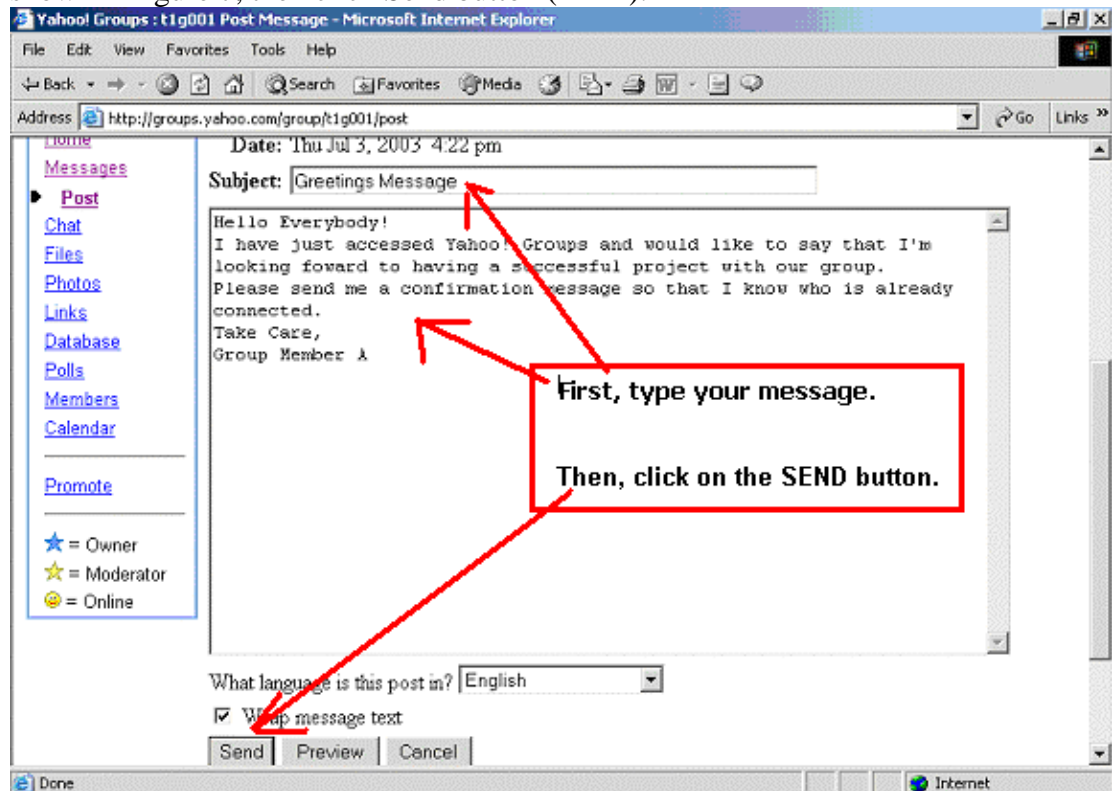 Yahoo! Groups : t1g001 Post Message - Microsoft Internet Explorer
File Edit View Favorites Tools Help
Back Search Favorites Media
Address http://groups.yahoo.com/group/t1g001/post Go Links »
Home
Date: Thu Jul 3, 2003 4:22 pm
Messages
Subject: Greetings Message
Post
Chat
Files
Photos
Links
Database
Polls
Members
Calendar
Promote
= Owner
= Moderator
= Online
Hello Everybody!
I have just accessed Yahoo! Groups and would like to say that I'm
looking foward to having a successful project with our group.
Please send me a confirmation message so that I know who is already
connected.
Take Care,
Group Member A
First, type your message.
Then, click on the SEND button.
What language is this post in? English
Wrap message text
Send Preview Cancel
Done Internet